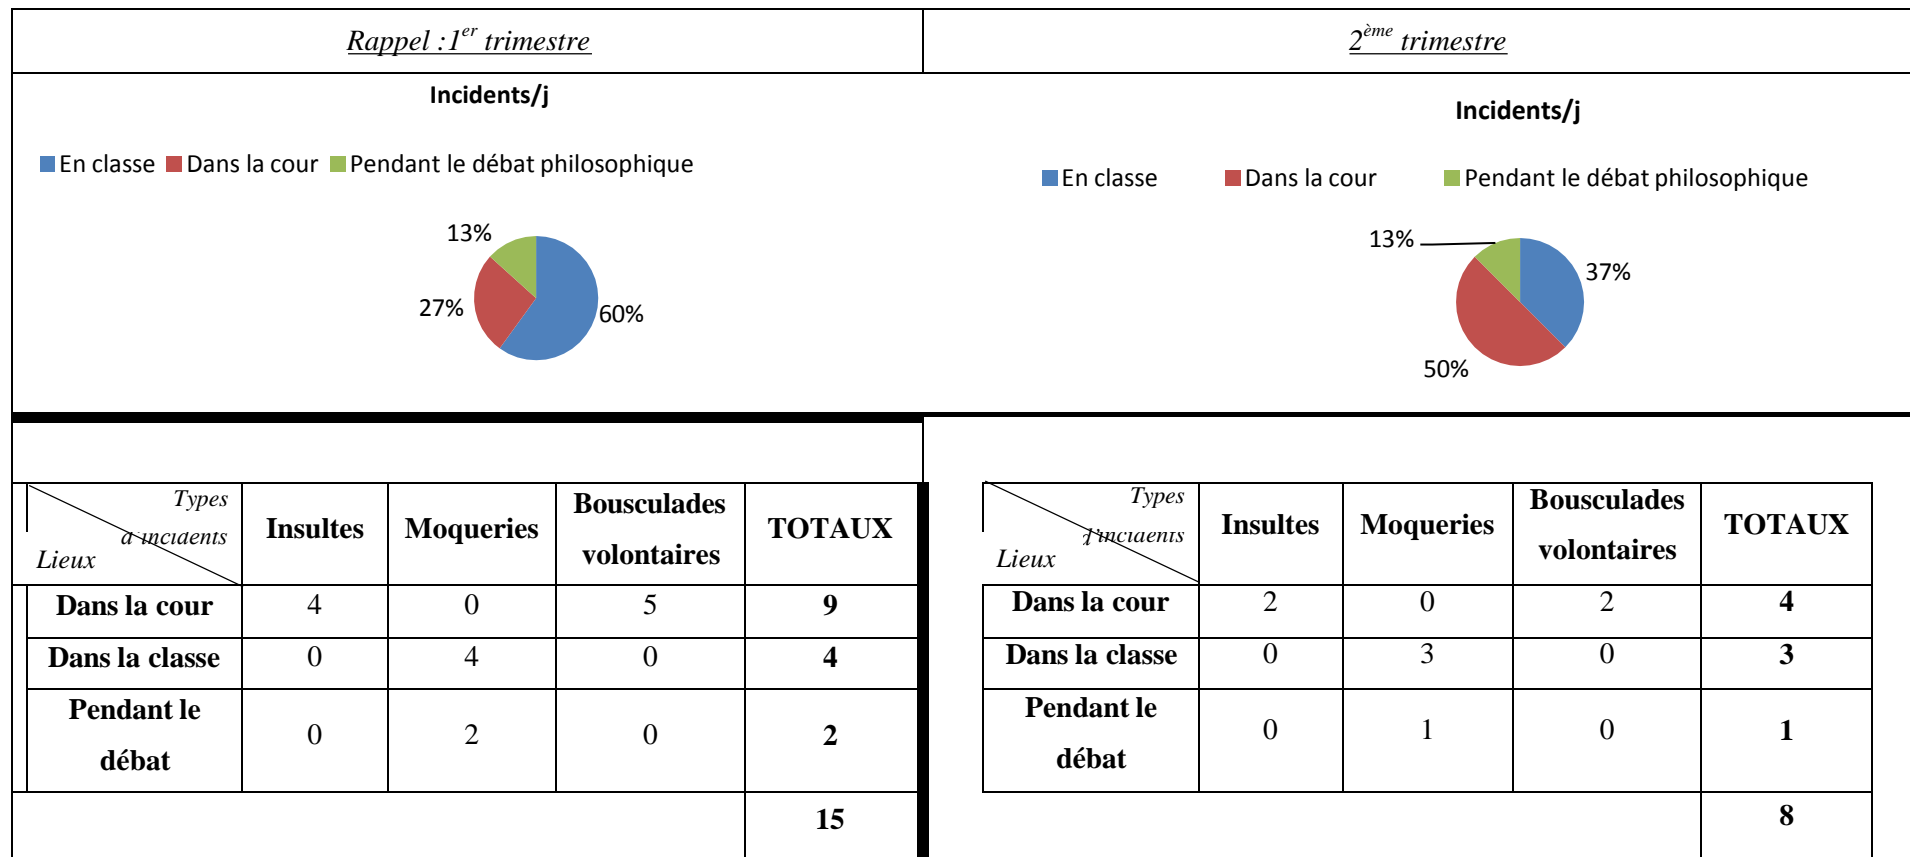 Rappel :1er trimestre
2ème trimestre
Incidents/j
En classe Dans la cour Pendant le débat philosophique
13%
27%
60%
Incidents/j
En classe Dans la cour Pendant le débat philosophique
13%
37%
50%
Types
d'incidents
Lieux
Insultes Moqueries Bousculades volontaires TOTAUX
Dans la cour 4 0 5 9
Dans la classe 0 4 0 4
Pendant le
débat 0 2 0 2
15
Types
d'incidents
Lieux
Insultes Moqueries Bousculades volontaires TOTAUX
Dans la cour 2 0 2 4
Dans la classe 0 3 0 3
Pendant le
débat 0 1 0 1
8